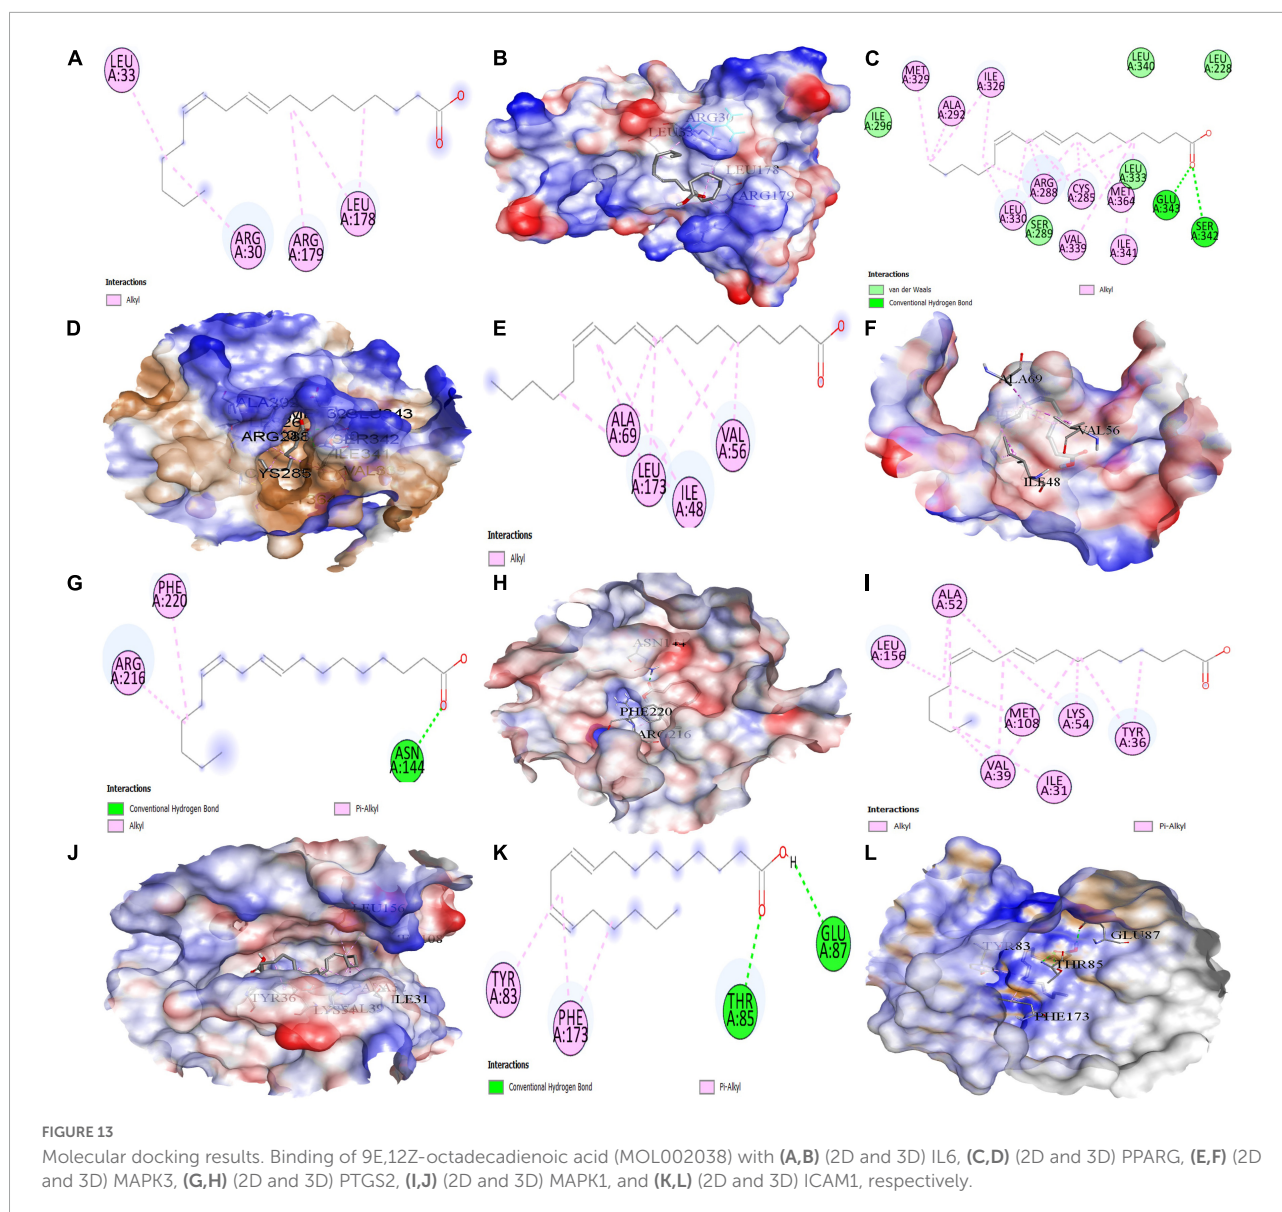 A
LEU
A:33
O
O
ARG
A:30
ARG
A:179
LEU
A:178
Interactions
Alkyl
B
ARG30
LEU33
LEU178
ARG179
C
MET
A:329
ALA
A:292
ILE
A:326
LEU
A:340
LEU
A:228
ILE
A:296
ARG
A:288
CYS
A:285
LEU
A:333
MET
A:364
LEU
A:330
SER
A:289
VAL
A:339
ILE
A:341
GLU
A:343
SER
A:342
O
O
Interactions
van der Waals
Conventional Hydrogen Bond
Alkyl
D
ARG288
CYS285
SER342
E
ALA
A:69
LEU
A:173
ILE
A:48
VAL
A:56
O
O
Interactions
Alkyl
F
ALA69
VAL56
ILE48
G
PHE
A:220
ARG
A:216
ASN
A:144
O
O
Interactions
Conventional Hydrogen Bond
Alkyl
Pi-Alkyl
H
PHE220
ARG216
I
ALA
A:52
LEU
A:156
MET
A:108
LYS
A:54
TYR
A:36
VAL
A:39
ILE
A:31
O
O
Interactions
Alkyl
Pi-Alkyl
J
LEU156
TYR36
ILE31
K
O
H
O
GLU
A:87
TYR
A:83
PHE
A:173
THR
A:85
Interactions
Conventional Hydrogen Bond
Pi-Alkyl
L
TYR83
GLU87
THR85
PHE173
FIGURE 13
Molecular docking results. Binding of 9E,12Z-octadecadienoic acid (MOL002038) with (A,B) (2D and 3D) IL6, (C,D) (2D and 3D) PPARG, (E,F) (2D
and 3D) MAPK3, (G,H) (2D and 3D) PTGS2, (I,J) (2D and 3D) MAPK1, and (K,L) (2D and 3D) ICAM1, respectively.